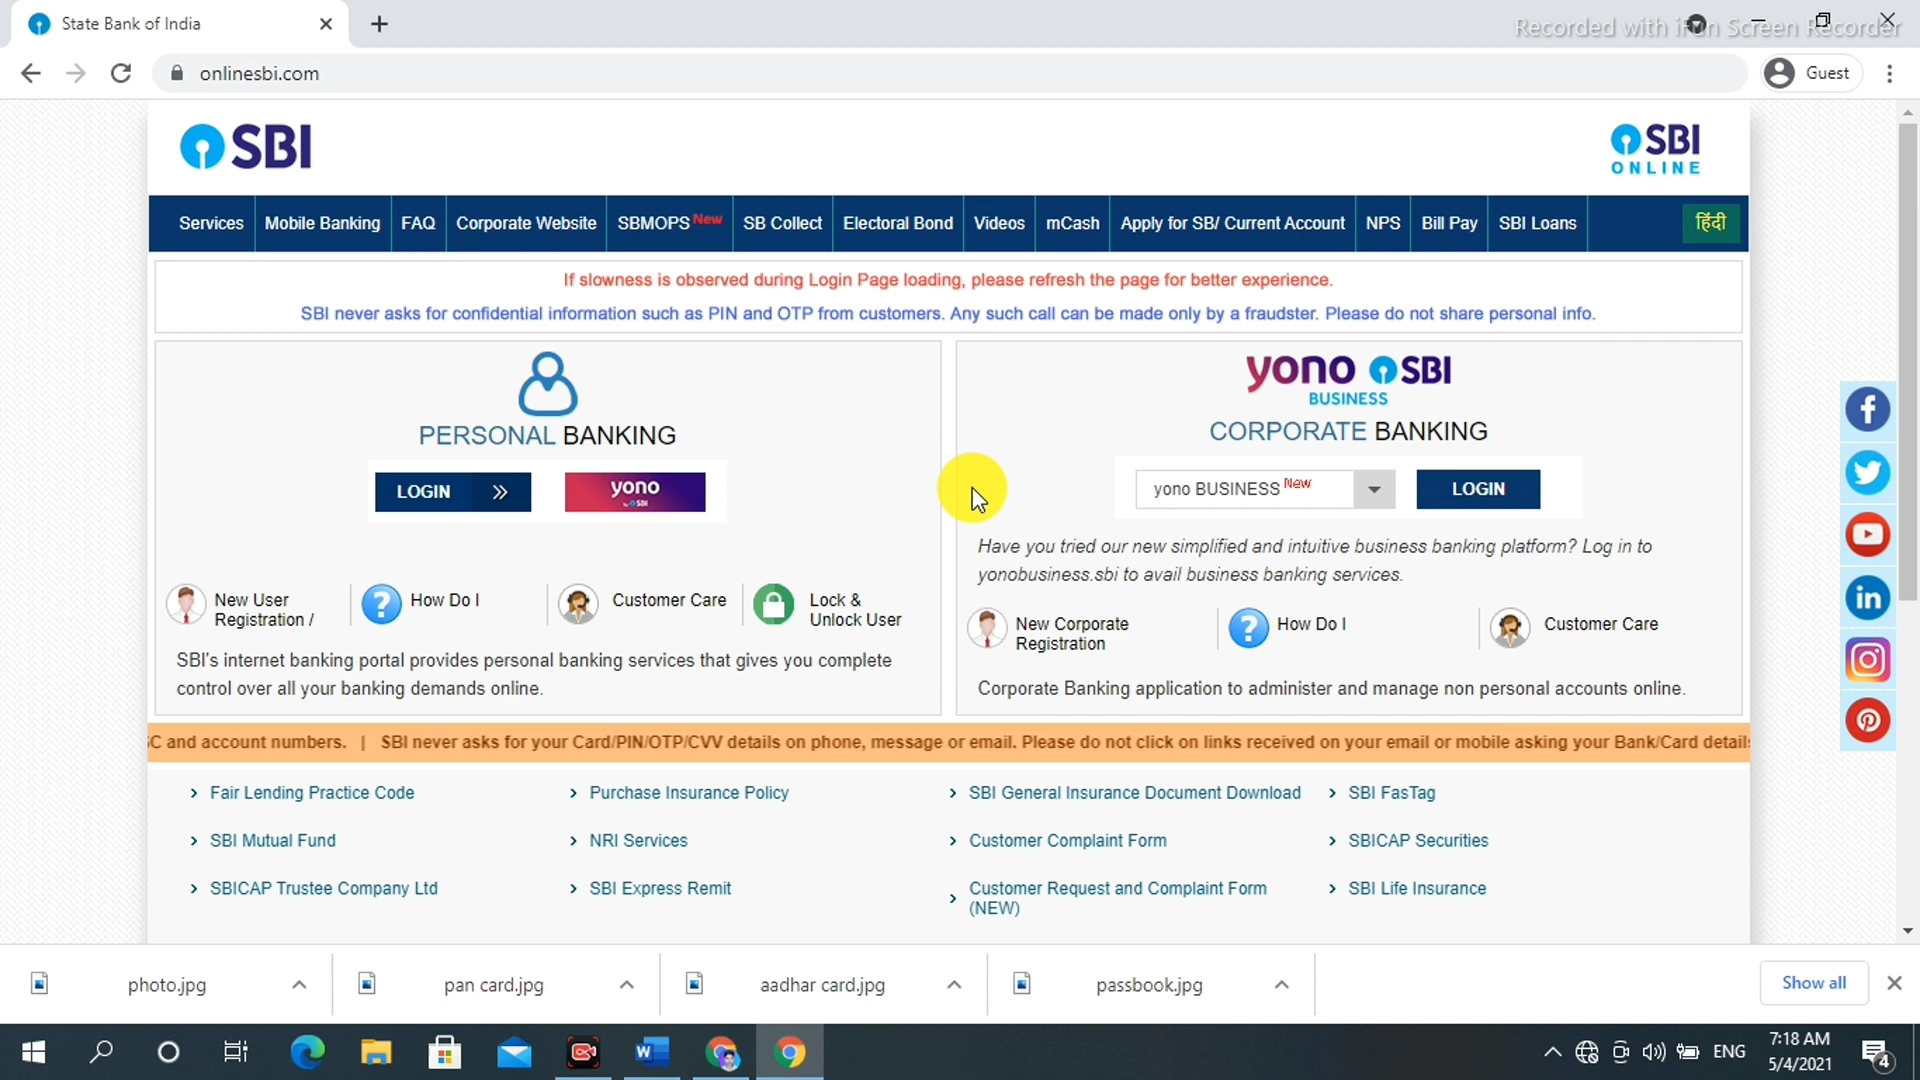 State Bank of India
Recorded with iFun Screen Recorder
onlinesbi.com
Guest
SBI
SBI
ONLINE
Services
Mobile Banking
FAQ
Corporate Website
SBMOPS New
SB Collect
Electoral Bond
Videos
mCash
Apply for SB/ Current Account
NPS
Bill Pay
SBI Loans
हिंदी
If slowness is observed during Login Page loading, please refresh the page for better experience.
SBI never asks for confidential information such as PIN and OTP from customers. Any such call can be made only by a fraudster. Please do not share personal info.
PERSONAL BANKING
LOGIN
yono
by SBI
New User
Registration /
How Do I
Customer Care
Lock &
Unlock User
SBI's internet banking portal provides personal banking services that gives you complete
control over all your banking demands online.
yono SBI
BUSINESS
CORPORATE BANKING
yono BUSINESS New
LOGIN
Have you tried our new simplified and intuitive business banking platform? Log in to
yonobusiness.sbi to avail business banking services.
New Corporate
Registration
How Do I
Customer Care
Corporate Banking application to administer and manage non personal accounts online.
SC and account numbers. | SBI never asks for your Card/PIN/OTP/CVV details on phone, message or email. Please do not click on links received on your email or mobile asking your Bank/Card details
Fair Lending Practice Code
Purchase Insurance Policy
SBI General Insurance Document Download
SBI FasTag
SBI Mutual Fund
NRI Services
Customer Complaint Form
SBICAP Securities
SBICAP Trustee Company Ltd
SBI Express Remit
Customer Request and Complaint Form
(NEW)
SBI Life Insurance
photo.jpg
pan card.jpg
aadhar card.jpg
passbook.jpg
Show all
ENG
7:18 AM
5/4/2021
4